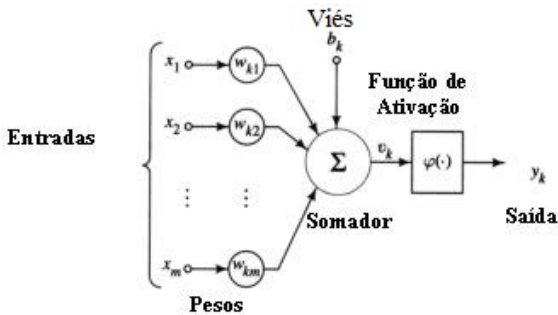 Viés
b_k
x_1
w_k1
Função de
Ativação
Entradas
x_2
w_k2
Σ
v_k
φ(·)
y_k
Saída
Somador
x_m
w_km
Pesos